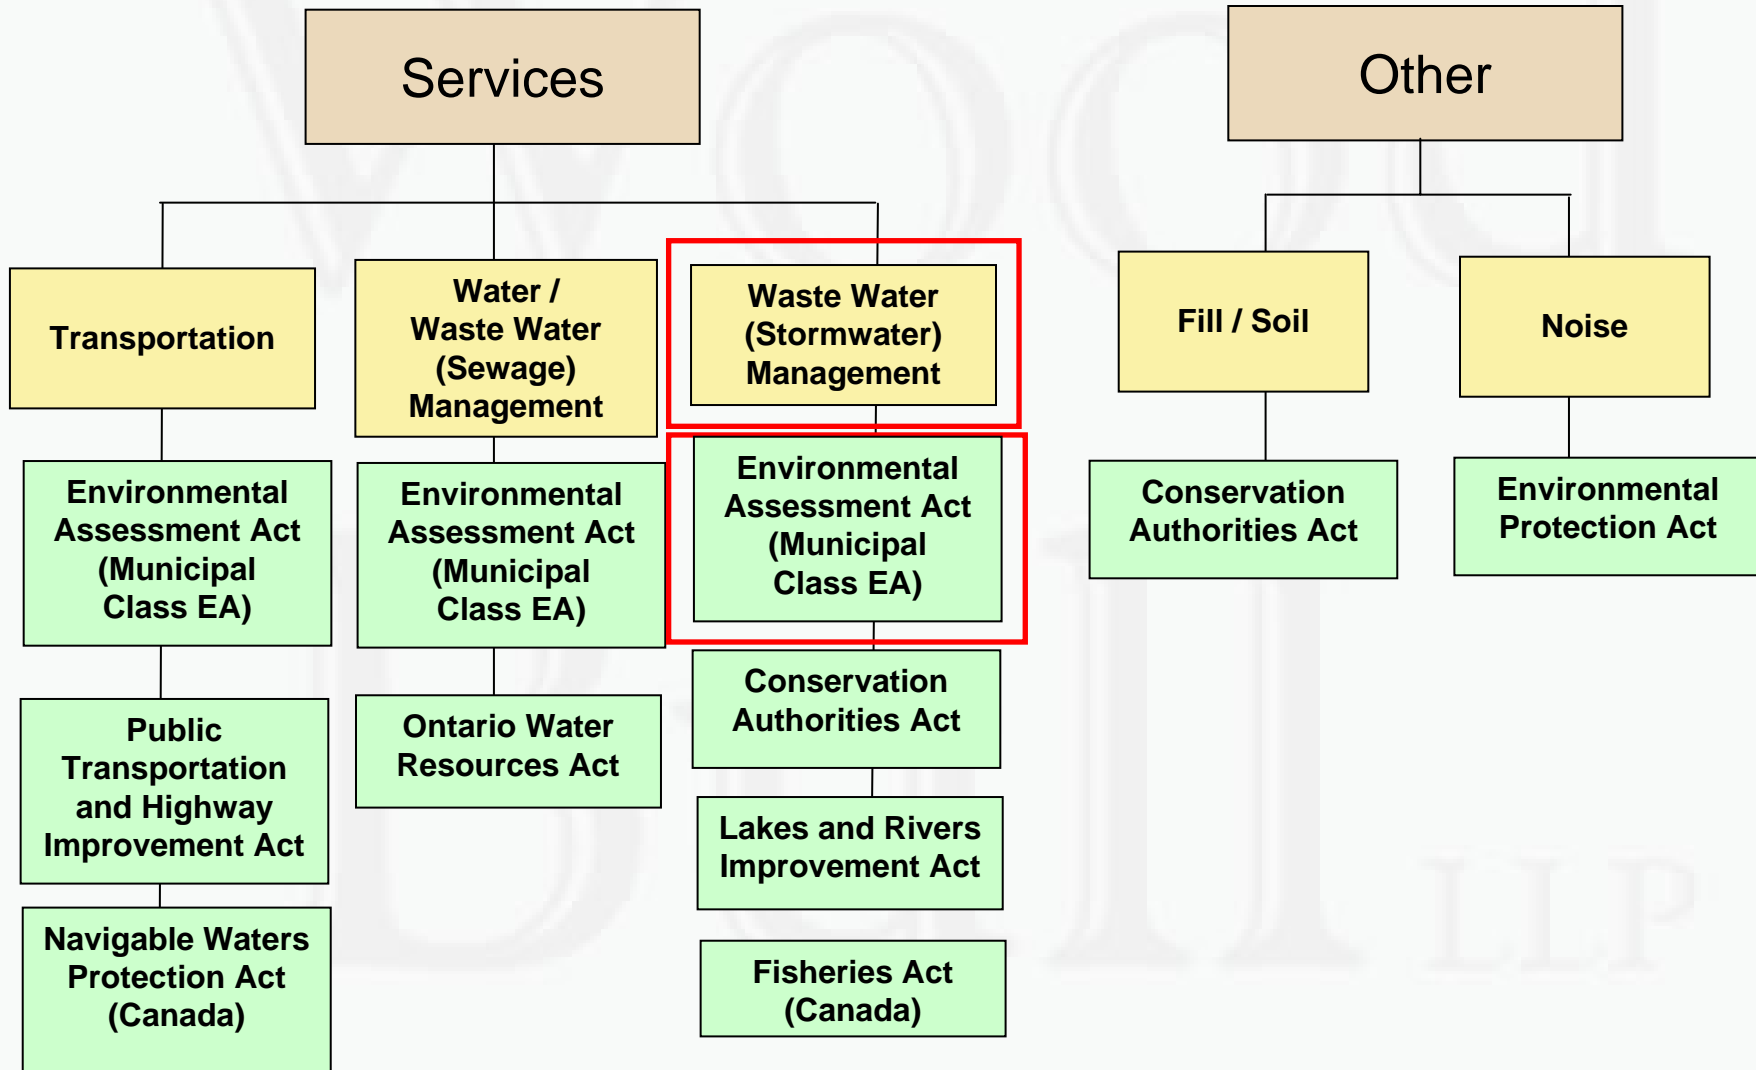 Services
Other
Transportation
Water /
Waste Water
(Sewage)
Management
Waste Water
(Stormwater)
Management
Fill / Soil
Noise
Environmental
Assessment Act
(Municipal
Class EA)
Public
Transportation
and Highway
Improvement Act
Navigable Waters
Protection Act
(Canada)
Environmental
Assessment Act
(Municipal
Class EA)
Ontario Water
Resources Act
Environmental
Assessment Act
(Municipal
Class EA)
Conservation
Authorities Act
Lakes and Rivers
Improvement Act
Fisheries Act
(Canada)
Conservation
Authorities Act
Environmental
Protection Act
Wood
Bull
LLP